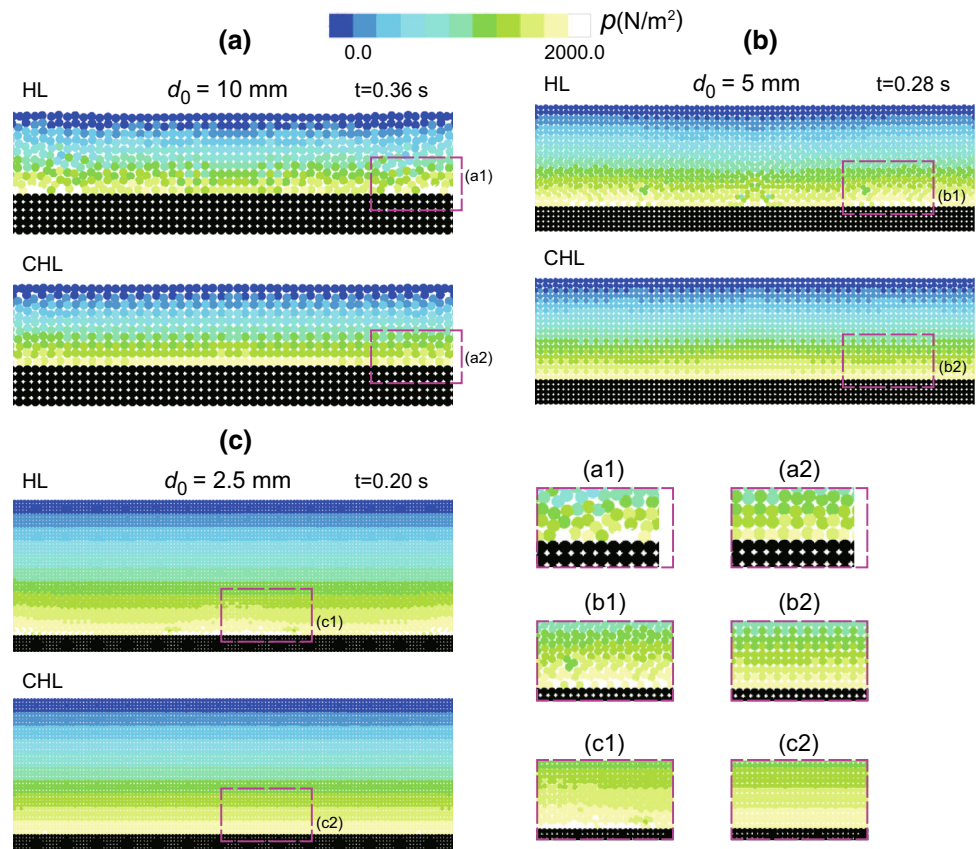 (a)
p(N/m²)
0.0
2000.0
(b)
HL
d₀ = 10 mm
t=0.36 s
(a1)
CHL
(a2)
HL
d₀ = 5 mm
t=0.28 s
(b1)
CHL
(b2)
(c)
HL
d₀ = 2.5 mm
t=0.20 s
(c1)
CHL
(c2)
(a1)
(a2)
(b1)
(b2)
(c1)
(c2)